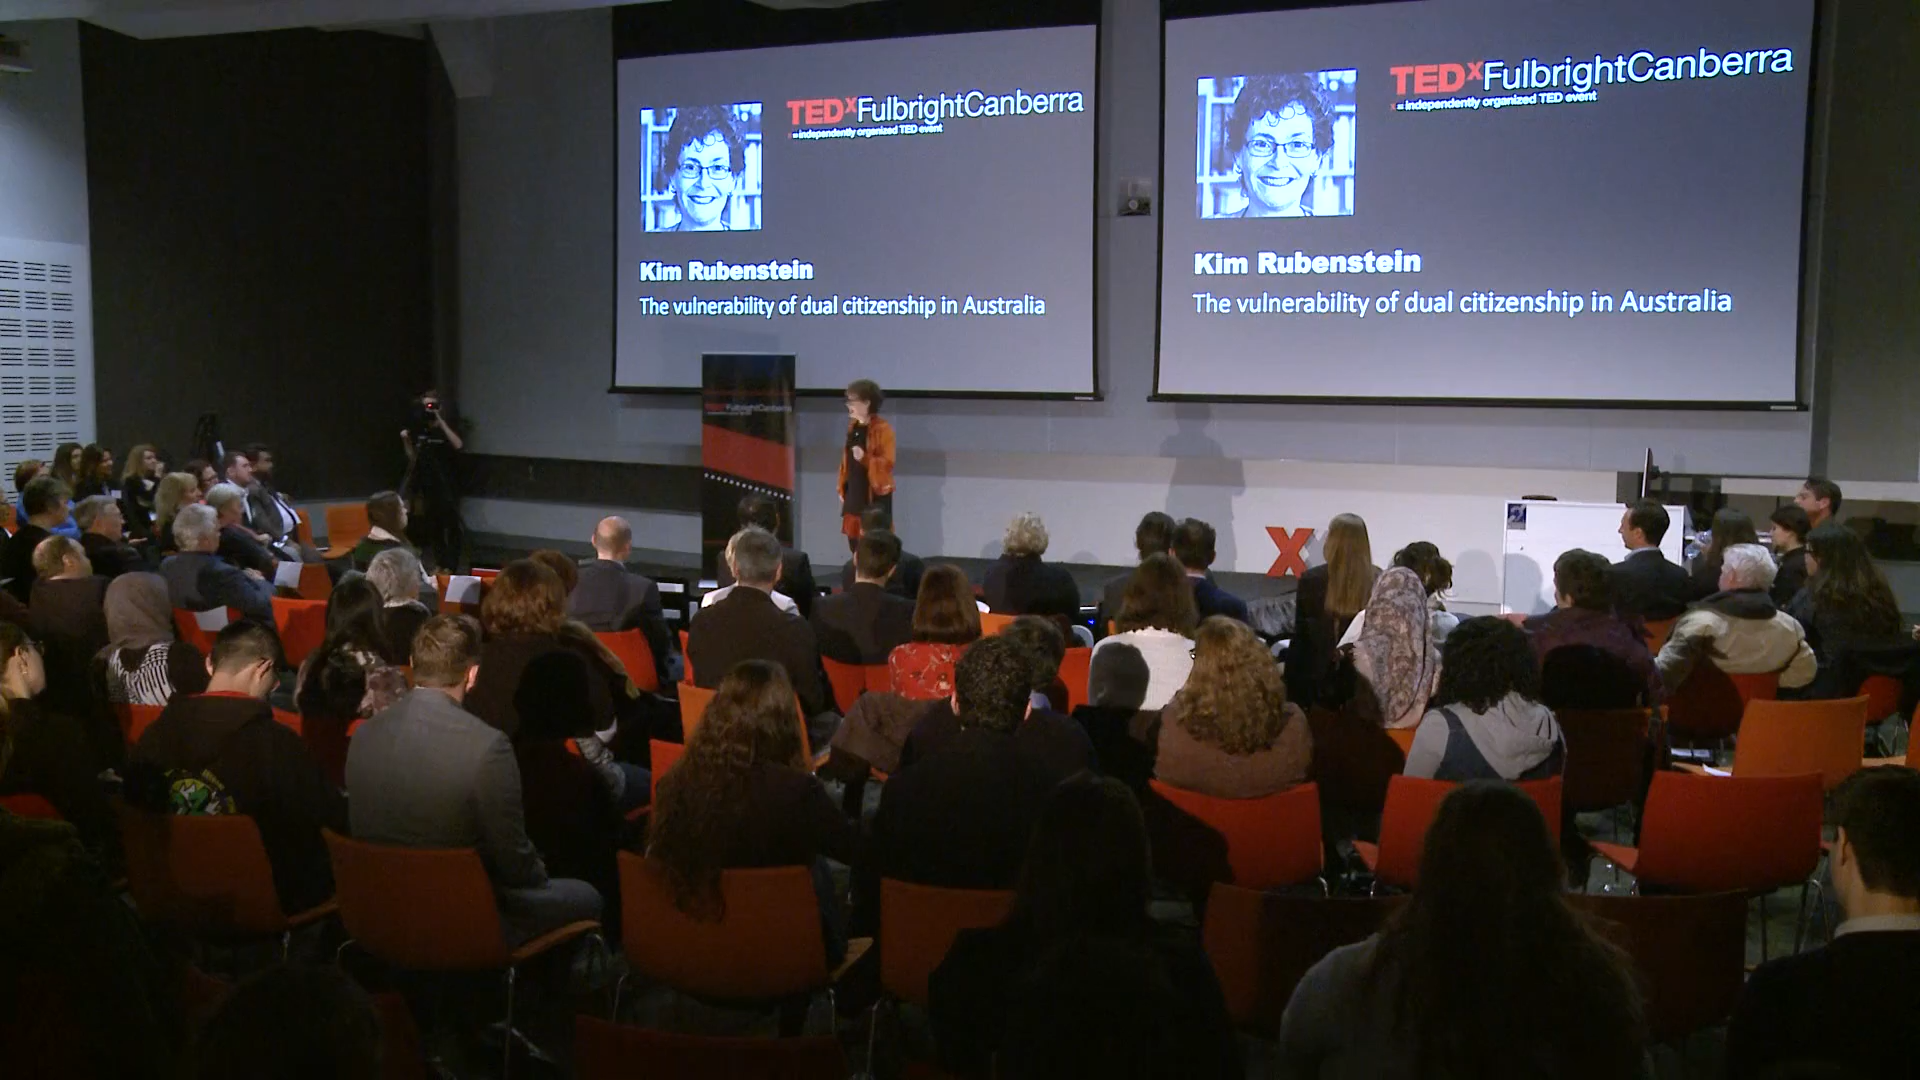 TEDxFulbrightCanberra
x = independently organized TED event
Kim Rubenstein
The vulnerability of dual citizenship in Australia
TEDxFulbrightCanberra
x = independently organized TED event
Kim Rubenstein
The vulnerability of dual citizenship in Australia
TEDxFulbrightCanberra
X